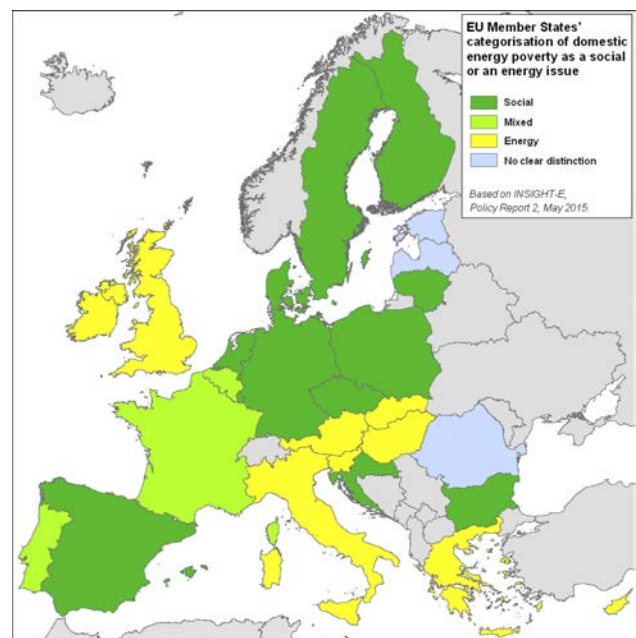 EU Member States'
categorisation of domestic
energy poverty as a social
or an energy issue
Social
Mixed
Energy
No clear distinction
Based on INSIGHT-E,
Policy Report 2, May 2015.